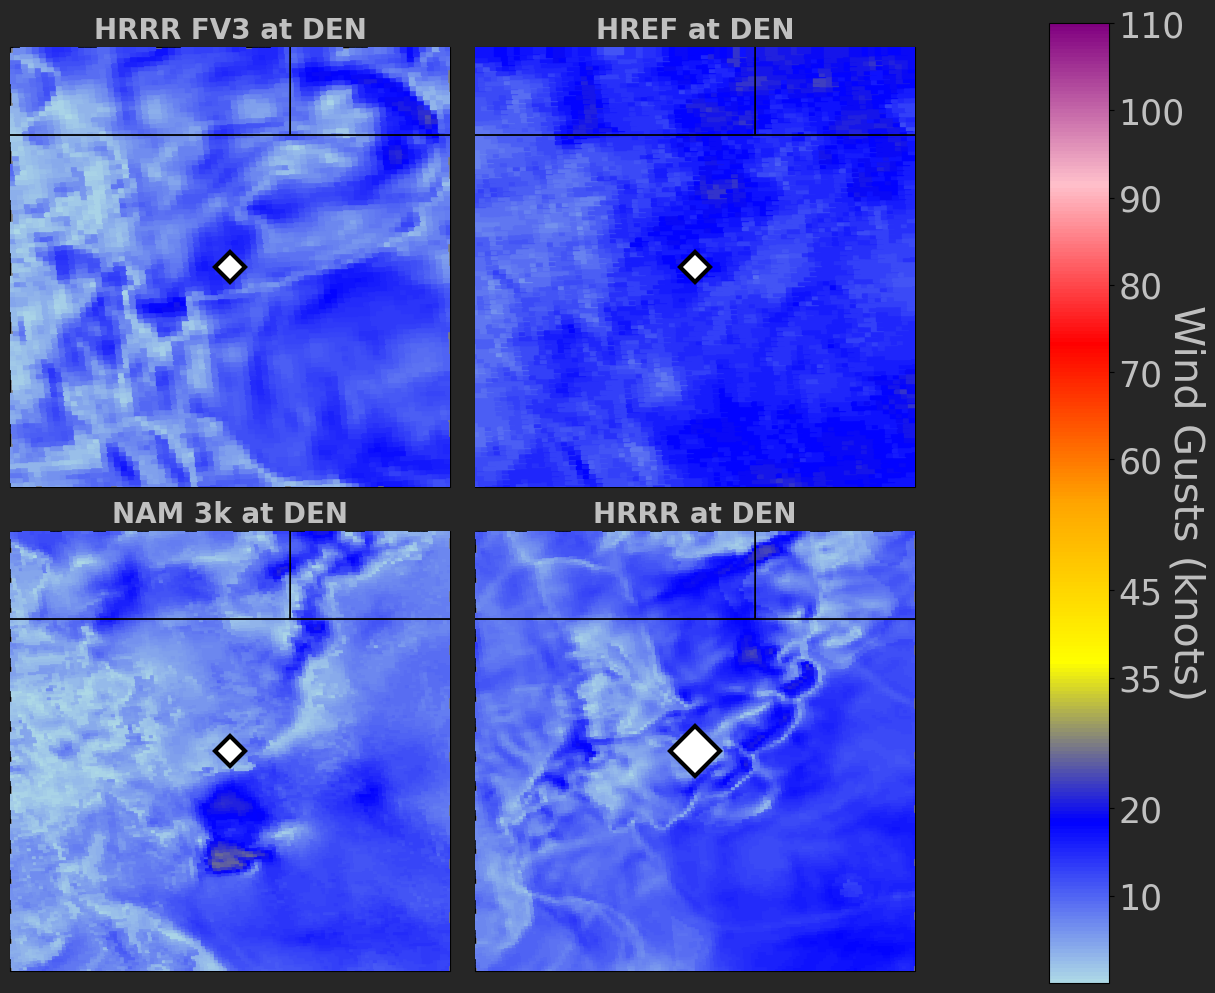 HRRR FV3 at DEN
HREF at DEN
NAM 3k at DEN
HRRR at DEN
110
100
90
80
70
60
45
35
20
10
Wind Gusts (knots)